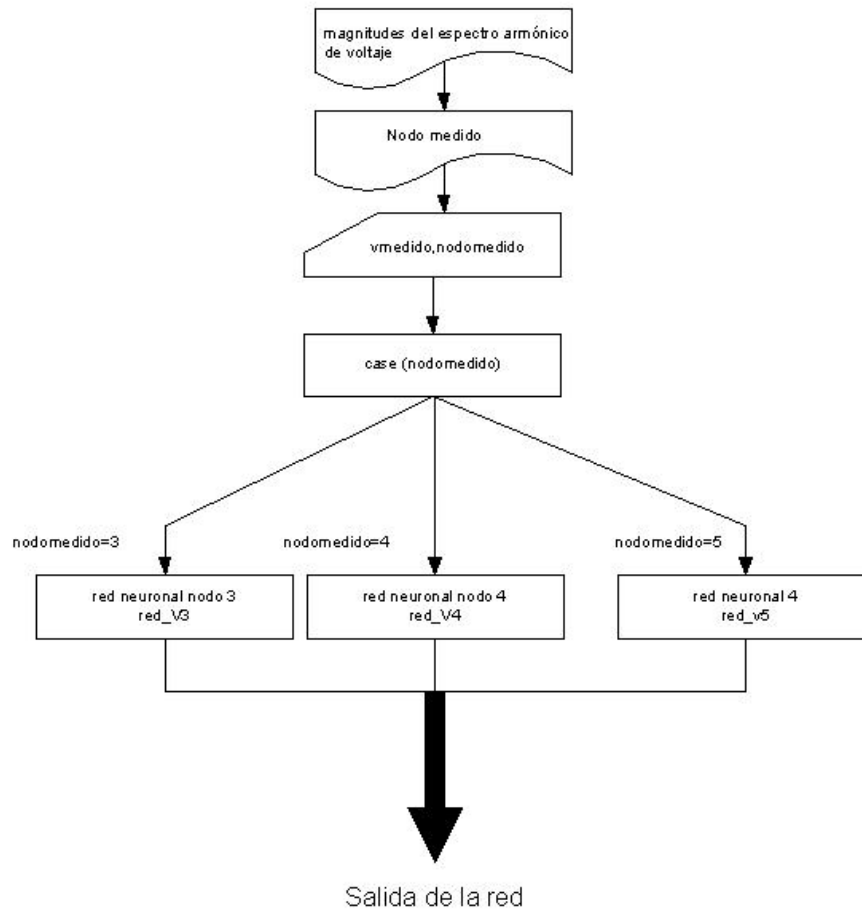 magnitudes del espectro armónico
de voltaje
Nodo medido
vmedido,nodomedido
case (nodomedido)
nodomedido=3
nodomedido=4
nodomedido=5
red neuronal nodo 3
red_V3
red neuronal nodo 4
red_V4
red neuronal 4
red_v5
Salida de la red